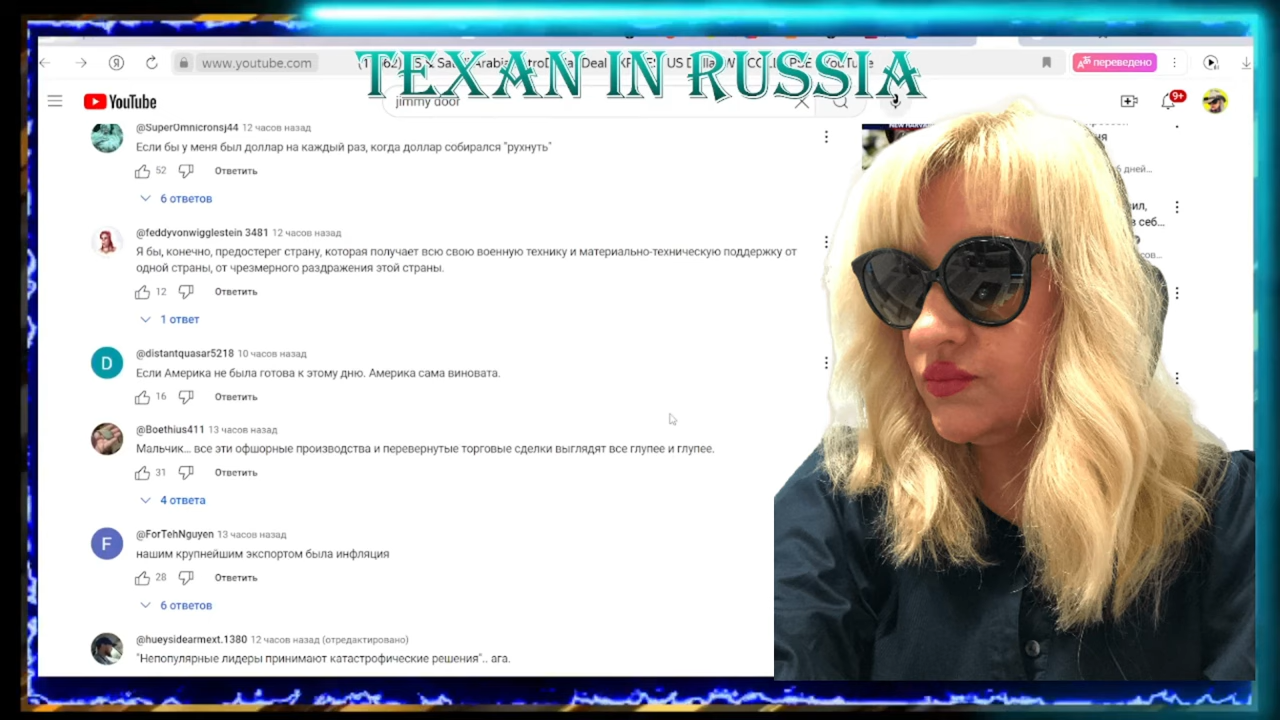 TEXAN IN RUSSIA
www.youtube.com
переведено
YouTube
jimmy door
9+
@SuperOmnicronsj44 12 часов назад
Если бы у меня был доллар на каждый раз, когда доллар собирался "рухнуть"
52 Ответить
6 ответов
6 дней...
@feddyvonwigglestein 3481 12 часов назад
Я бы, конечно, предостерег страну, которая получает всю свою военную технику и материально-техническую поддержку от
одной страны, от чрезмерного раздражения этой страны.
12 Ответить
1 ответ
@distantquasar5218 10 часов назад
D
Если Америка не была готова к этому дню. Америка сама виновата.
16 Ответить
@Boethius411 13 часов назад
Мальчик... все эти офшорные производства и перевернутые торговые сделки выглядят все глупее и глупее.
31 Ответить
4 ответа
@ForTehNguyen 13 часов назад
F
нашим крупнейшим экспортом была инфляция
28 Ответить
6 ответов
@hueysidearmext.1380 12 часов назад (отредактировано)
"Непопулярные лидеры принимают катастрофические решения".. ага.